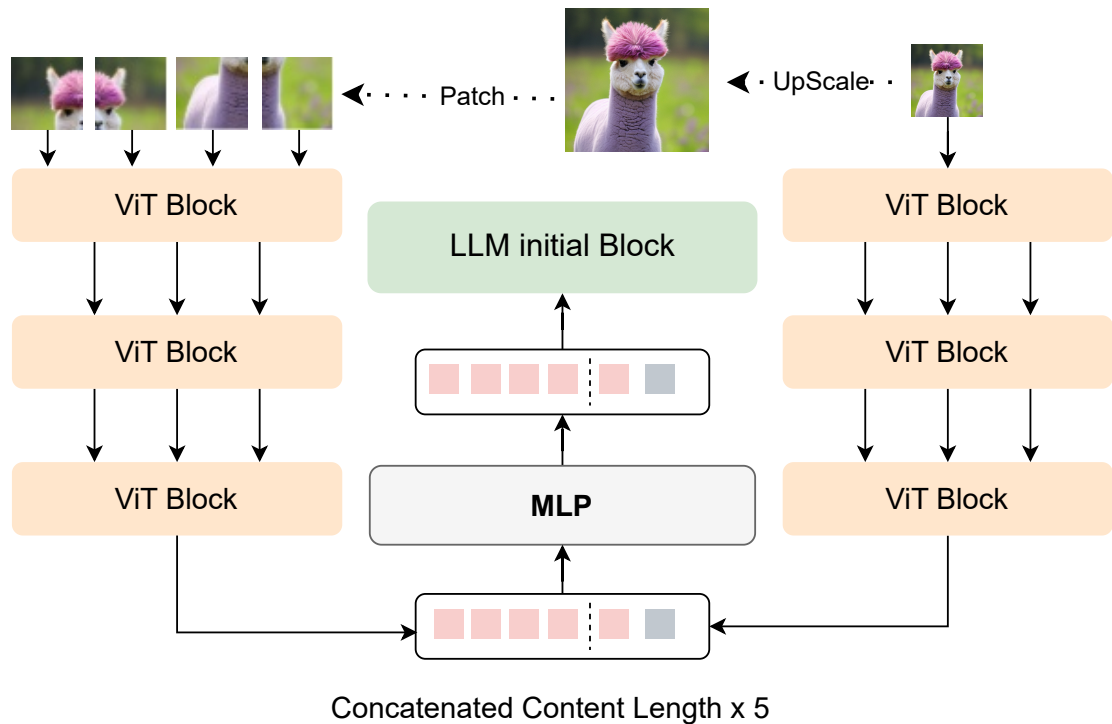 Patch
UpScale
ViT Block
ViT Block
LLM initial Block
ViT Block
ViT Block
ViT Block
MLP
ViT Block
Concatenated Content Length x 5